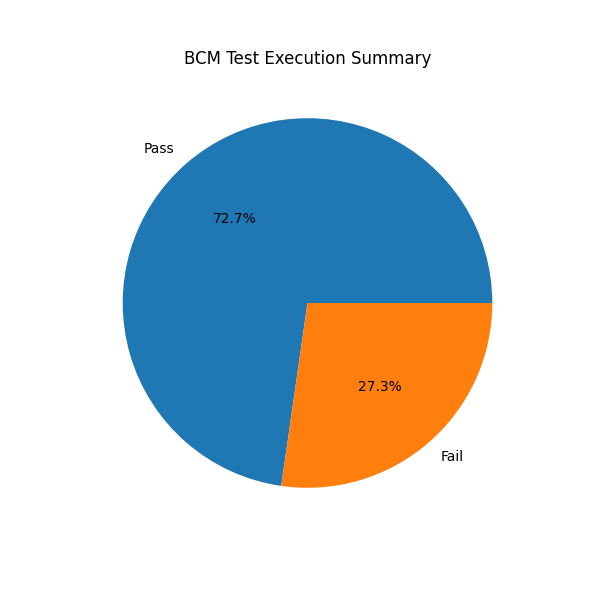 BCM Test Execution Summary
Pass
72.7%
27.3%
Fail